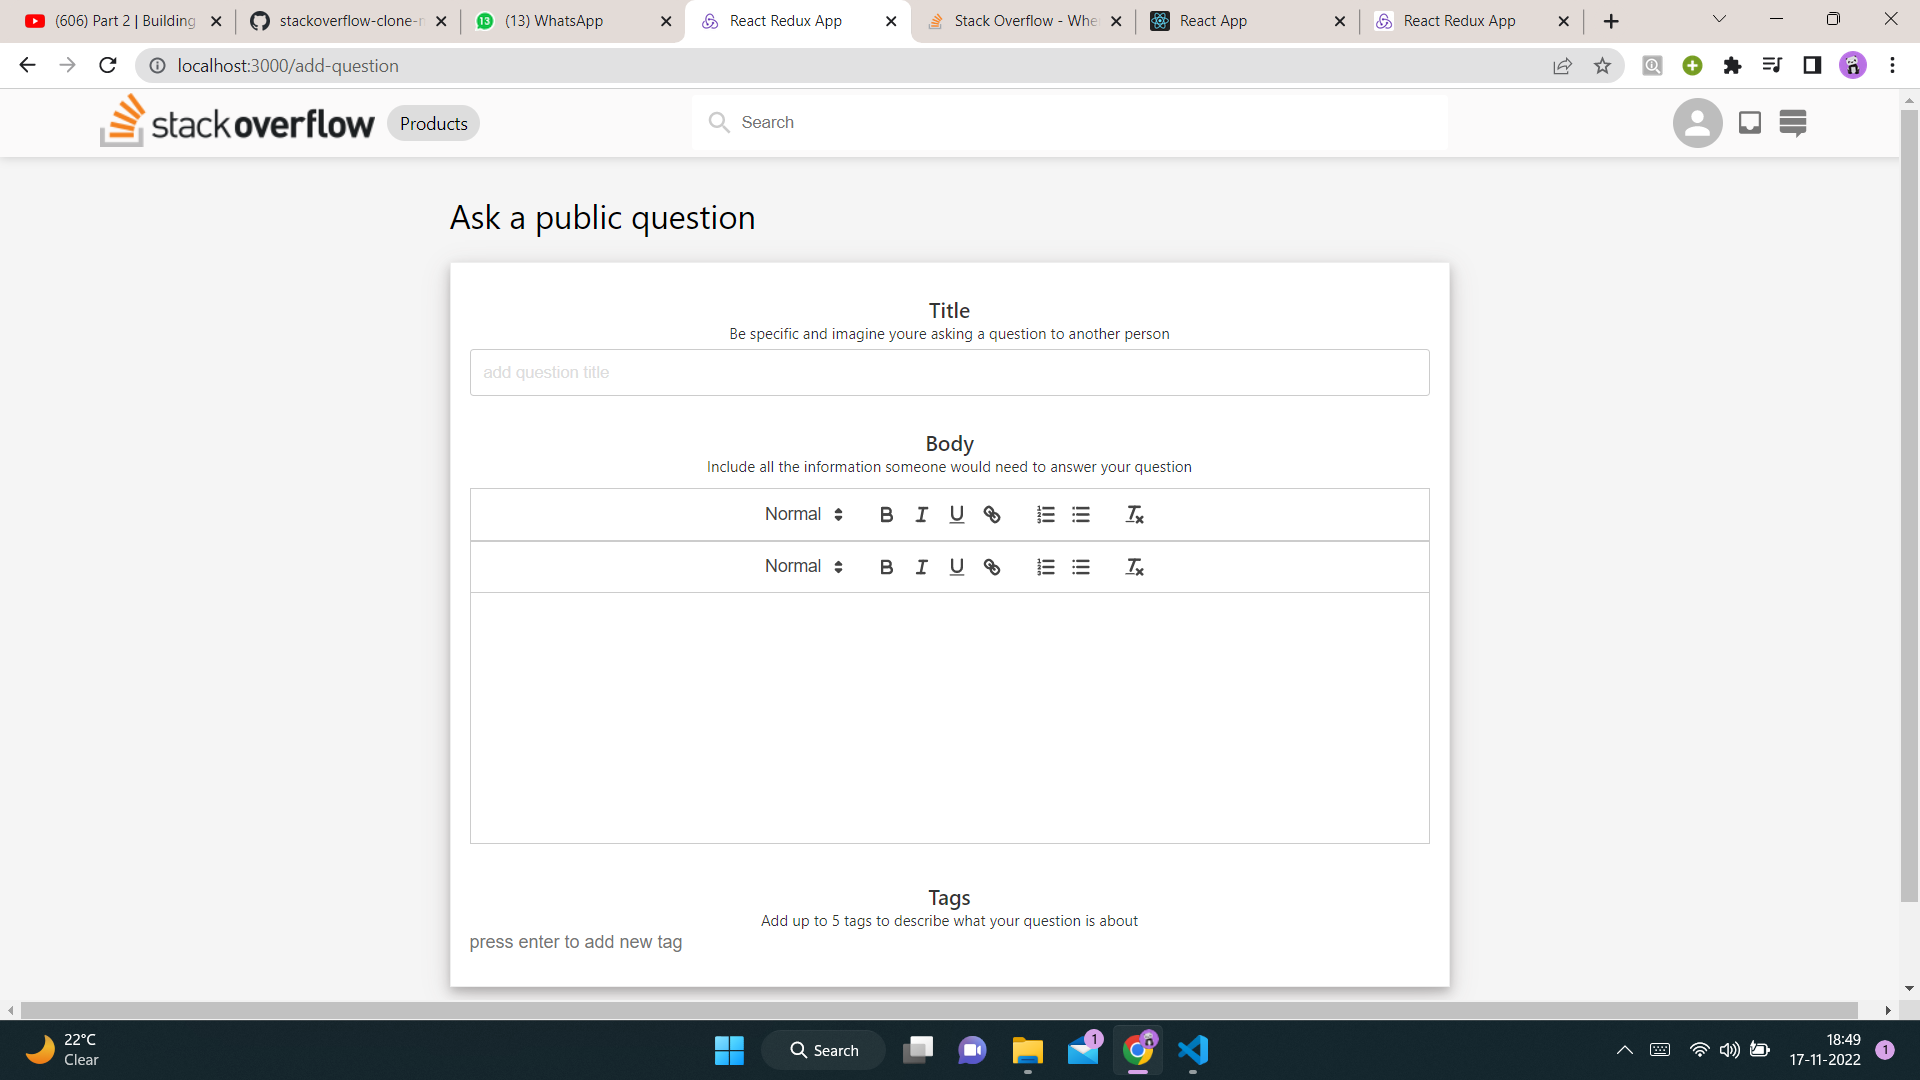 (606) Part 2 | Building
stackoverflow-clone-
(13) WhatsApp
React Redux App
Stack Overflow - Whe
React App
React Redux App
localhost:3000/add-question
stackoverflow
Products
Search
Ask a public question
Title
Be specific and imagine youre asking a question to another person
add question title
Body
Include all the information someone would need to answer your question
Normal
Normal
Tags
Add up to 5 tags to describe what your question is about
press enter to add new tag
22°C
Clear
Search
1
18:49
17-11-2022
1